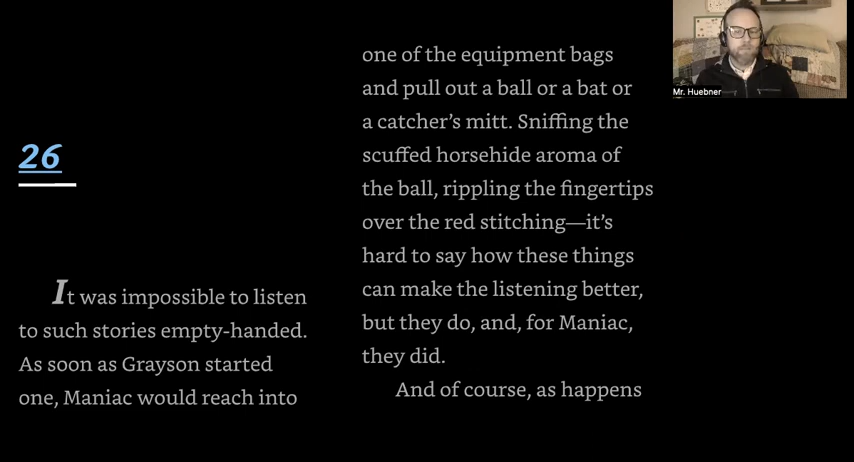 26
It was impossible to listen
to such stories empty-handed.
As soon as Grayson started
one, Maniac would reach into
one of the equipment bags
and pull out a ball or a bat or
a catcher’s mitt. Sniffing the
scuffed horsehide aroma of
the ball, rippling the fingertips
over the red stitching—it’s
hard to say how these things
can make the listening better,
but they do, and, for Maniac,
they did.
And of course, as happens
Mr. Huebner